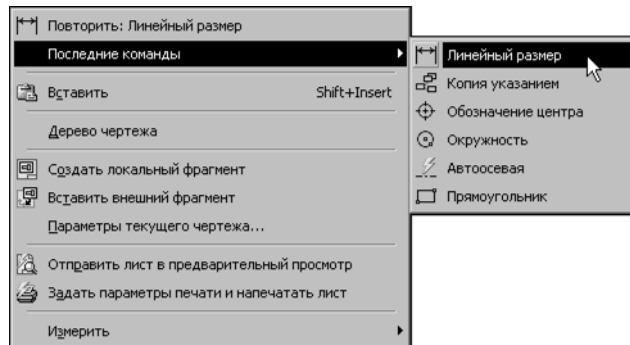 Повторить: Линейный размер
Последние команды
Вставить Shift+Insert
Дерево чертежа
Создать локальный фрагмент
Вставить внешний фрагмент
Параметры текущего чертежа...
Отправить лист в предварительный просмотр
Задать параметры печати и напечатать лист
Измерить
Линейный размер
Копия указанием
Обозначение центра
Окружность
Автоосевая
Прямоугольник